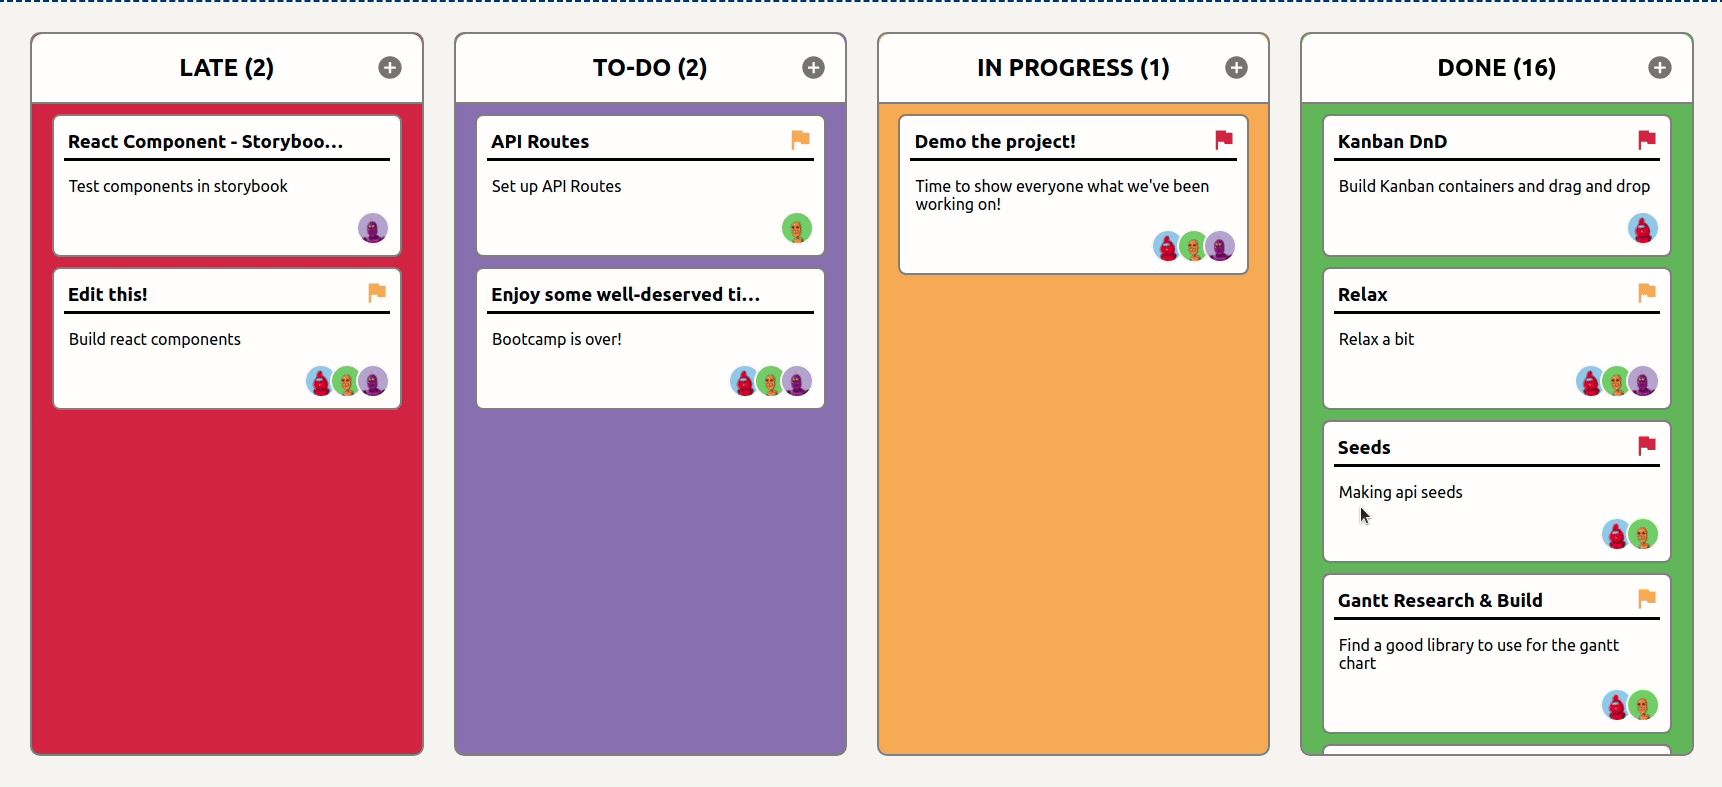 LATE (2)
React Component - Storyboo...
Test components in storybook
Edit this!
Build react components
TO-DO (2)
API Routes
Set up API Routes
Enjoy some well-deserved ti...
Bootcamp is over!
IN PROGRESS (1)
Demo the project!
Time to show everyone what we've been
working on!
DONE (16)
Kanban DnD
Build Kanban containers and drag and drop
Relax
Relax a bit
Seeds
Making api seeds
Gantt Research & Build
Find a good library to use for the gantt
chart